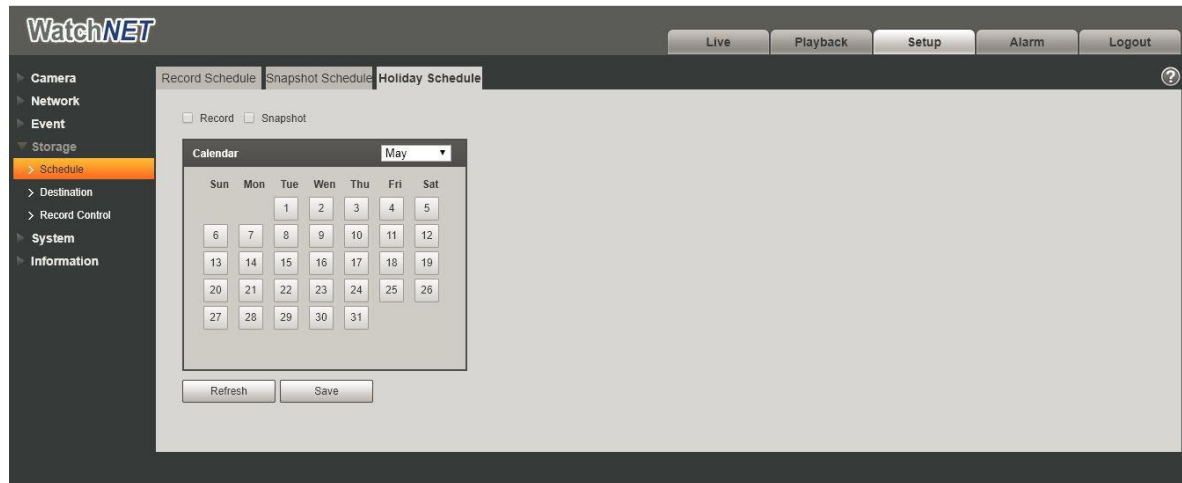 WatchNET
Live Playback Setup Alarm Logout
Camera
Network
Event
Storage
> Schedule
> Destination
> Record Control
System
Information
Record Schedule Snapshot Schedule Holiday Schedule
?
Record Snapshot
Calendar May
Sun Mon Tue Wen Thu Fri Sat
1 2 3 4 5
6 7 8 9 10 11 12
13 14 15 16 17 18 19
20 21 22 23 24 25 26
27 28 29 30 31
Refresh Save